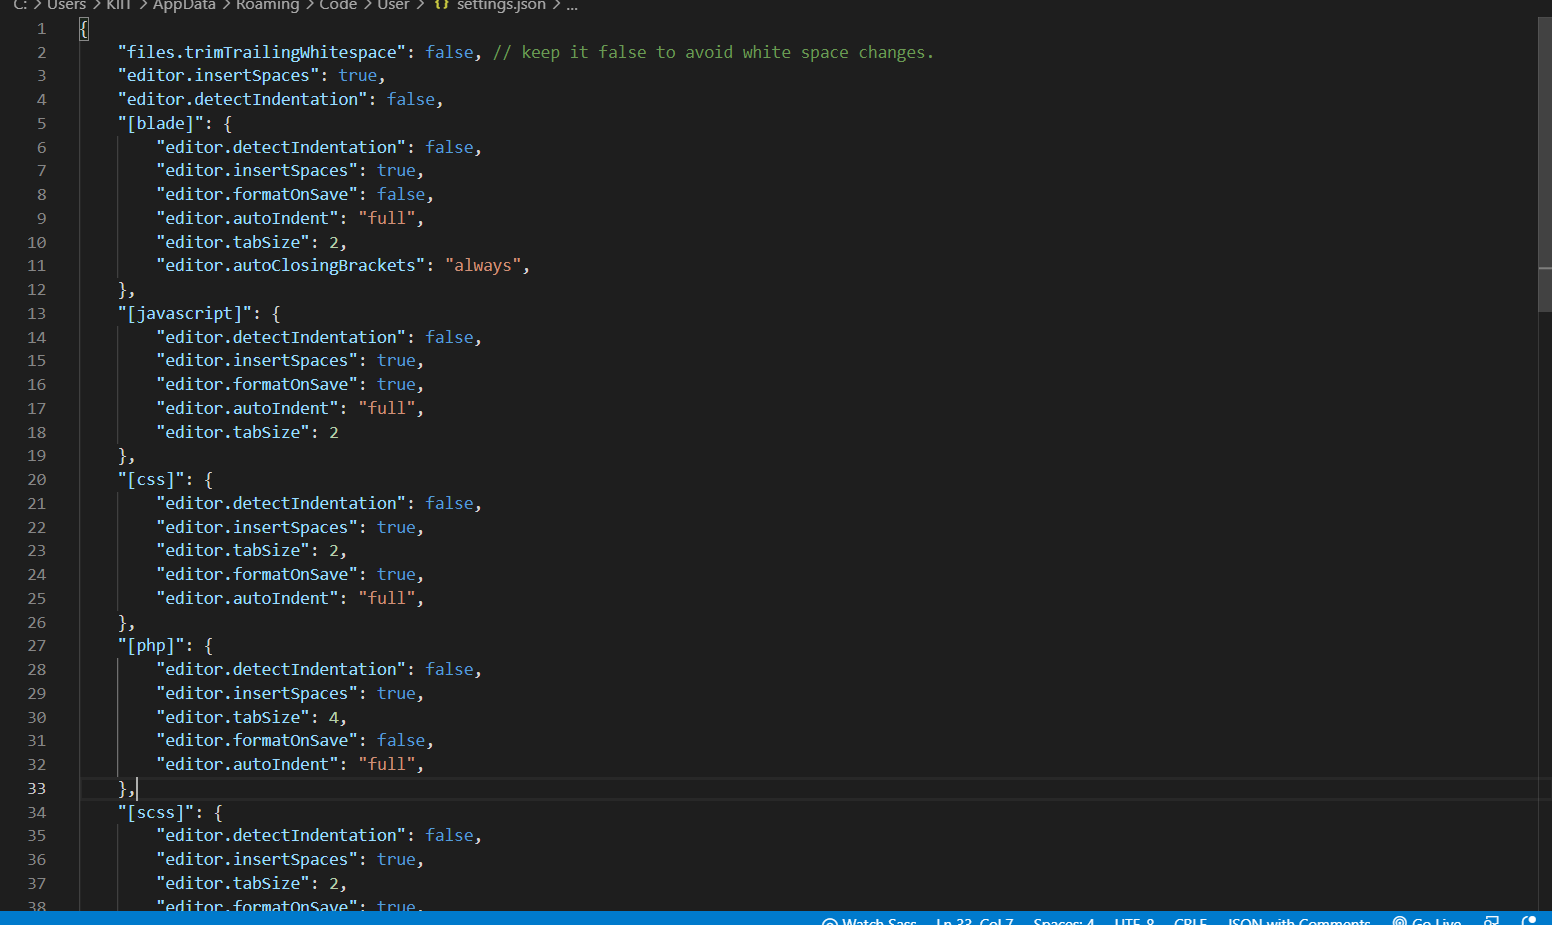 C: > Users > KIIT > AppData > Roaming > Code > User > {} settings.json > ...
1 {
2 "files.trimTrailingWhitespace": false, // keep it false to avoid white space changes.
3 "editor.insertSpaces": true,
4 "editor.detectIndentation": false,
5 "[blade]": {
6 "editor.detectIndentation": false,
7 "editor.insertSpaces": true,
8 "editor.formatOnSave": false,
9 "editor.autoIndent": "full",
10 "editor.tabSize": 2,
11 "editor.autoClosingBrackets": "always",
12 },
13 "[javascript]": {
14 "editor.detectIndentation": false,
15 "editor.insertSpaces": true,
16 "editor.formatOnSave": true,
17 "editor.autoIndent": "full",
18 "editor.tabSize": 2
19 },
20 "[css]": {
21 "editor.detectIndentation": false,
22 "editor.insertSpaces": true,
23 "editor.tabSize": 2,
24 "editor.formatOnSave": true,
25 "editor.autoIndent": "full",
26 },
27 "[php]": {
28 "editor.detectIndentation": false,
29 "editor.insertSpaces": true,
30 "editor.tabSize": 4,
31 "editor.formatOnSave": false,
32 "editor.autoIndent": "full",
33 },
34 "[scss]": {
35 "editor.detectIndentation": false,
36 "editor.insertSpaces": true,
37 "editor.tabSize": 2,
38 "editor.formatOnSave": true,
Watch Sass Ln 33, Col 7 Spaces: 4 UTF-8 CRLF JSON with Comments Go Live